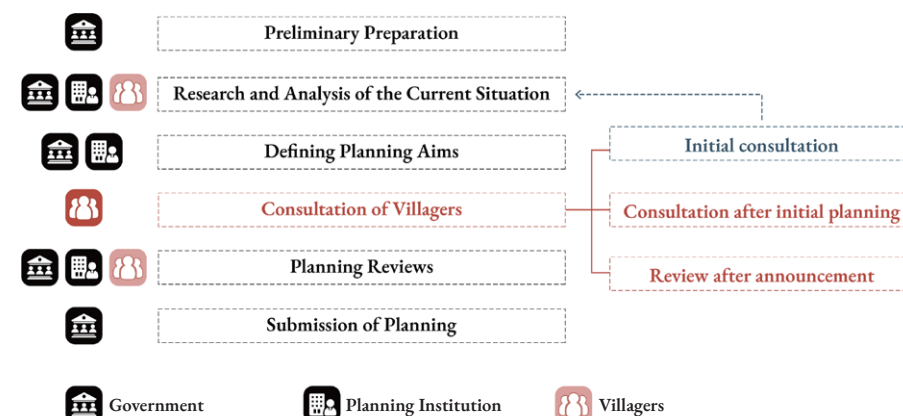 Preliminary Preparation
Research and Analysis of the Current Situation
Defining Planning Aims
Initial consultation
Consultation of Villagers
Consultation after initial planning
Planning Reviews
Review after announcement
Submission of Planning
Government
Planning Institution
Villagers